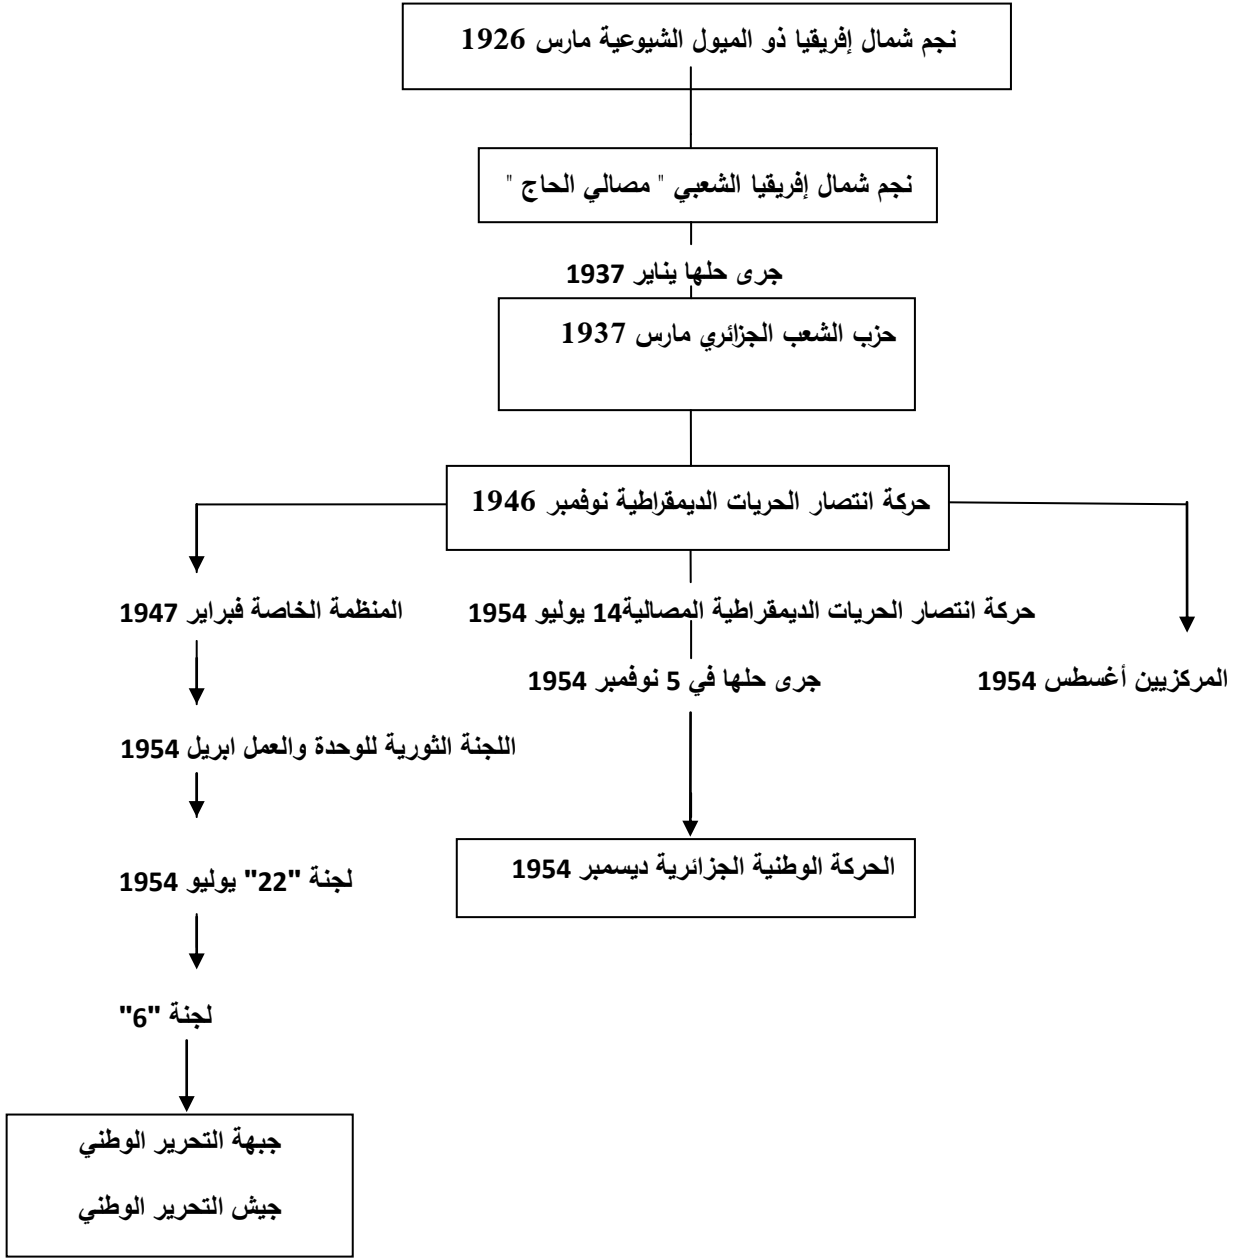 نجم شمال إفريقيا ذو الميول الشيوعية مارس 1926
نجم شمال إفريقيا الشعبي " مصالي الحاج "
جرى حلها يناير 1937
حزب الشعب الجزائري مارس 1937
حركة انتصار الحريات الديمقراطية نوفمبر 1946
حركة انتصار الحريات الديمقراطية المصالية14 يوليو 1954
المنظمة الخاصة فبراير 1947
المركزيين أغسطس 1954
جرى حلها في 5 نوفمبر 1954
اللجنة الثورية للوحدة والعمل ابريل 1954
الحركة الوطنية الجزائرية ديسمبر 1954
لجنة "22" يوليو 1954
لجنة "6"
جبهة التحرير الوطني
جيش التحرير الوطني